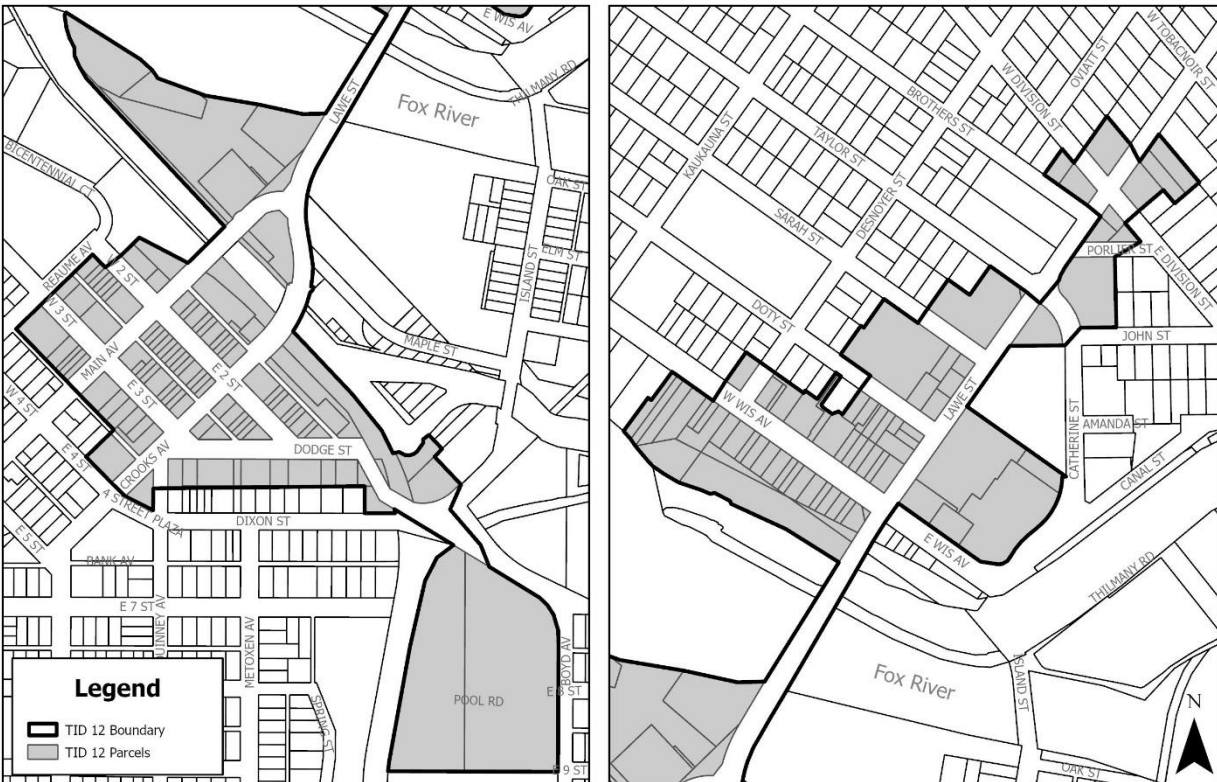 E WIS AV
LAWE ST
THILMANY RD
Fox River
BICENTENNIAL CT
OAK ST
ELM ST
ISLAND ST
REAUME AV
2 ST
W 3 ST
MAIN AV
MAPLE ST
E 2 ST
E 3 ST
W 4 ST
CROOKS AV
E 4 ST
DODGE ST
4 STREET PLAZA
DIXON ST
E 5 ST
BANK AV
E 7 ST
QUINNEY AV
METOXEN AV
BOYD AV
E 8 ST
POOL RD
SPRING ST
E 9 ST
Legend
TID 12 Boundary
TID 12 Parcels
W TOBACNOIR ST
OVIATT ST
W DIVISION ST
BROTHERS ST
TAYLOR ST
KAUKAUNA ST
DESNOYER ST
SARAH ST
PORLIER ST
E DIVISION ST
DOTY ST
JOHN ST
LAWE ST
W WIS AV
CATHERINE ST
AMANDA ST
CANAL ST
E WIS AV
THILMANY RD
Fox River
ISLAND ST
N
OAK ST